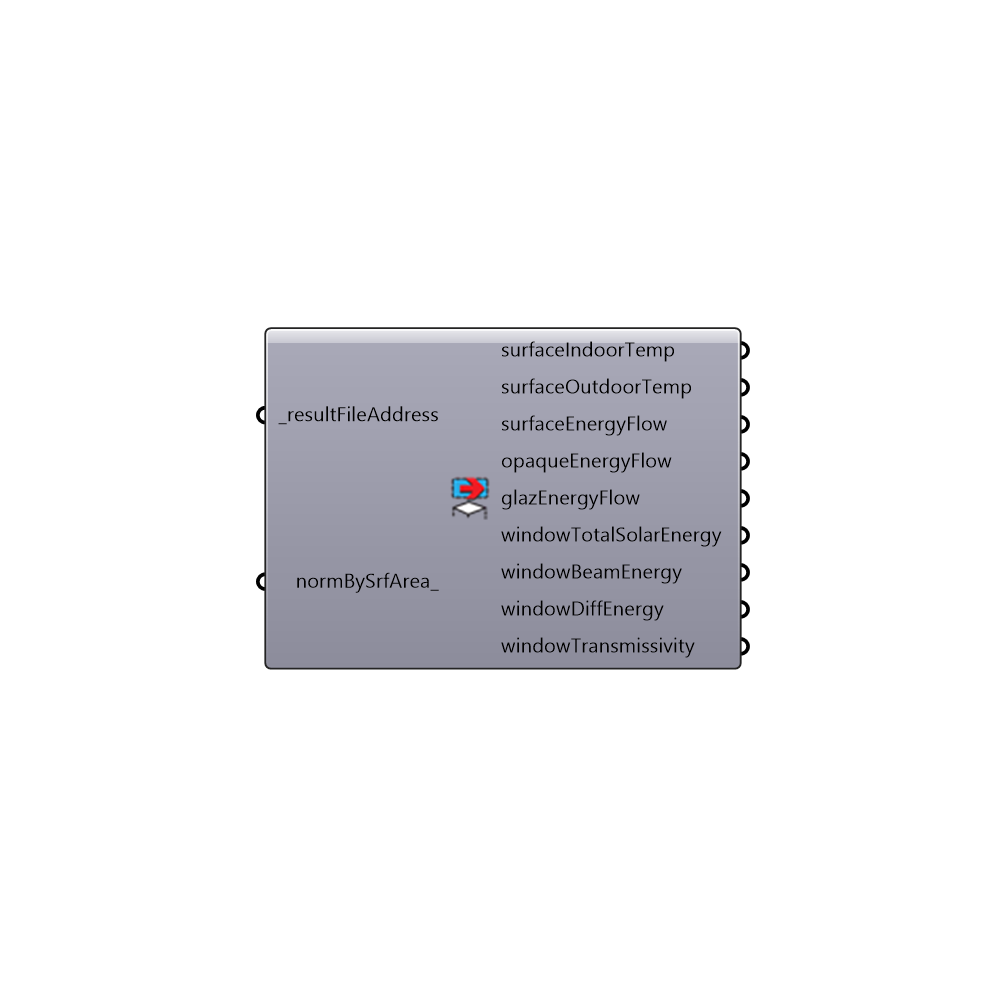 _resultFileAddress
normBySrfArea_
surfaceIndoorTemp
surfaceOutdoorTemp
surfaceEnergyFlow
opaqueEnergyFlow
glazEnergyFlow
windowTotalSolarEnergy
windowBeamEnergy
windowDiffEnergy
windowTransmissivity